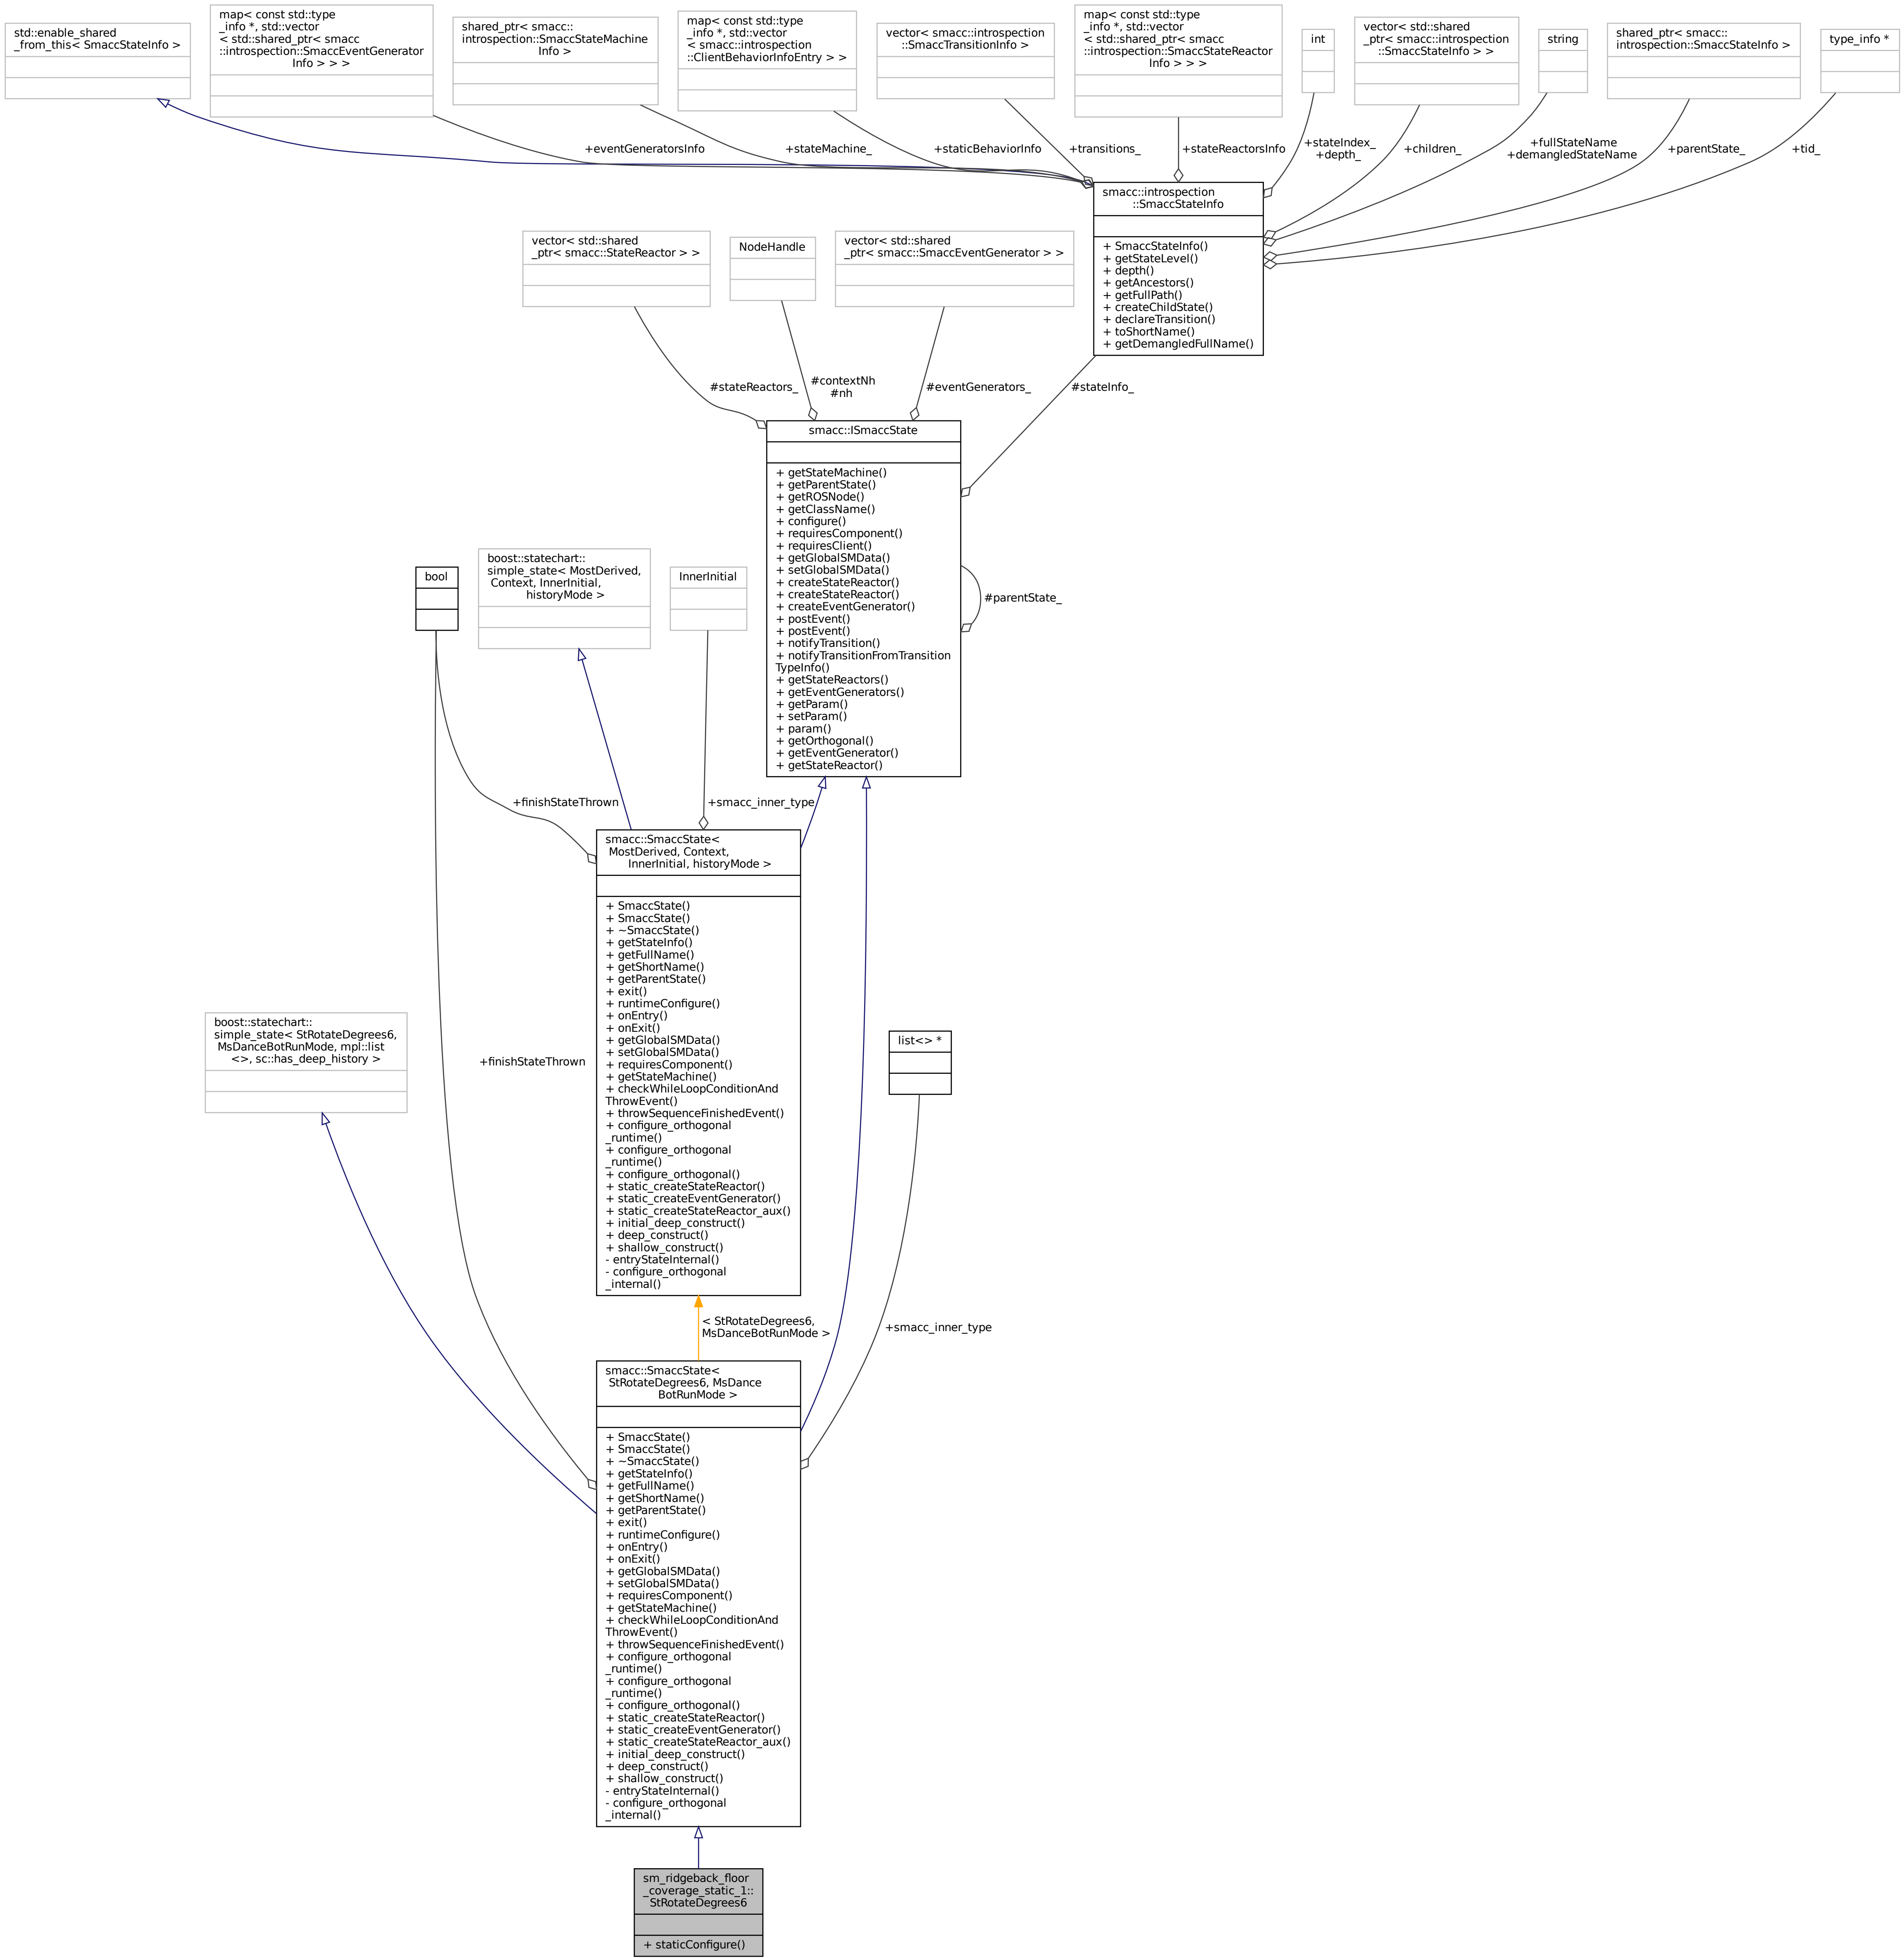 std::enable_shared
_from_this< SmaccStateInfo >
map< const std::type
_info *, std::vector
< std::shared_ptr< smacc
::introspection::SmaccEventGenerator
Info > > >
shared_ptr< smacc::
introspection::SmaccStateMachine
Info >
map< const std::type
_info *, std::vector
< smacc::introspection
::ClientBehaviorInfoEntry > >
vector< smacc::introspection
::SmaccTransitionInfo >
map< const std::type
_info *, std::vector
< std::shared_ptr< smacc
::introspection::SmaccStateReactor
Info > > >
int
vector< std::shared
_ptr< smacc::introspection
::SmaccStateInfo > >
string
shared_ptr< smacc::
introspection::SmaccStateInfo >
type_info *
+eventGeneratorsInfo
+stateMachine_
+staticBehaviorInfo
+transitions_
+stateReactorsInfo
+stateIndex_
+depth_
+children_
+fullStateName
+demangledStateName
+parentState_
+tid_
smacc::introspection
::SmaccStateInfo
+ SmaccStateInfo()
+ getStateLevel()
+ depth()
+ getAncestors()
+ getFullPath()
+ createChildState()
+ declareTransition()
+ toShortName()
+ getDemangledFullName()
vector< std::shared
_ptr< smacc::StateReactor > >
NodeHandle
vector< std::shared
_ptr< smacc::SmaccEventGenerator > >
#stateReactors_
#contextNh
#nh
#eventGenerators_
#stateInfo_
smacc::ISmaccState
+ getStateMachine()
+ getParentState()
+ getROSNode()
+ getClassName()
+ configure()
+ requiresComponent()
+ requiresClient()
+ getGlobalSMData()
+ setGlobalSMData()
+ createStateReactor()
+ createStateReactor()
+ createEventGenerator()
+ postEvent()
+ postEvent()
+ notifyTransition()
+ notifyTransitionFromTransition
TypeInfo()
+ getStateReactors()
+ getEventGenerators()
+ getParam()
+ setParam()
+ param()
+ getOrthogonal()
+ getEventGenerator()
+ getStateReactor()
#parentState_
bool
boost::statechart::
simple_state< MostDerived,
Context, InnerInitial,
historyMode >
InnerInitial
+finishStateThrown
+smacc_inner_type
smacc::SmaccState<
MostDerived, Context,
InnerInitial, historyMode >
+ SmaccState()
+ SmaccState()
+ ~SmaccState()
+ getStateInfo()
+ getFullName()
+ getShortName()
+ getParentState()
+ exit()
+ runtimeConfigure()
+ onEntry()
+ onExit()
+ getGlobalSMData()
+ setGlobalSMData()
+ requiresComponent()
+ getStateMachine()
+ checkWhileLoopConditionAnd
ThrowEvent()
+ throwSequenceFinishedEvent()
+ configure_orthogonal
_runtime()
+ configure_orthogonal
_runtime()
+ configure_orthogonal()
+ static_createStateReactor()
+ static_createEventGenerator()
+ static_createStateReactor_aux()
+ initial_deep_construct()
+ deep_construct()
+ shallow_construct()
- entryStateInternal()
- configure_orthogonal
_internal()
boost::statechart::
simple_state< StRotateDegrees6,
MsDanceBotRunMode, mpl::list
<>, sc::has_deep_history >
+finishStateThrown
list<> *
< StRotateDegrees6,
MsDanceBotRunMode >
+smacc_inner_type
smacc::SmaccState<
StRotateDegrees6, MsDance
BotRunMode >
+ SmaccState()
+ SmaccState()
+ ~SmaccState()
+ getStateInfo()
+ getFullName()
+ getShortName()
+ getParentState()
+ exit()
+ runtimeConfigure()
+ onEntry()
+ onExit()
+ getGlobalSMData()
+ setGlobalSMData()
+ requiresComponent()
+ getStateMachine()
+ checkWhileLoopConditionAnd
ThrowEvent()
+ throwSequenceFinishedEvent()
+ configure_orthogonal
_runtime()
+ configure_orthogonal
_runtime()
+ configure_orthogonal()
+ static_createStateReactor()
+ static_createEventGenerator()
+ static_createStateReactor_aux()
+ initial_deep_construct()
+ deep_construct()
+ shallow_construct()
- entryStateInternal()
- configure_orthogonal
_internal()
sm_ridgeback_floor
_coverage_static_1::
StRotateDegrees6
+ staticConfigure()